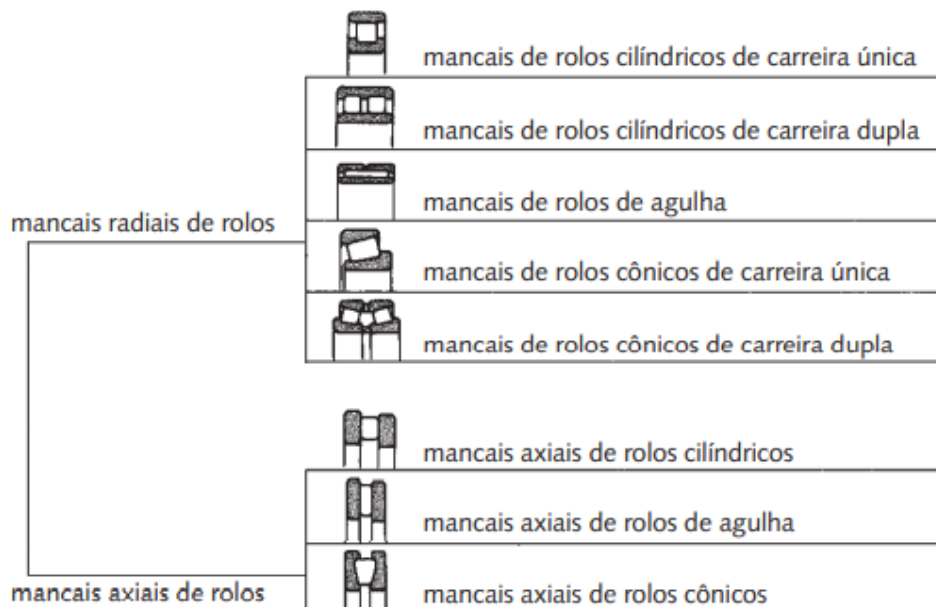 mancais de rolos cilíndricos de carreira única
mancais de rolos cilíndricos de carreira dupla
mancais de rolos de agulha
mancais radiais de rolos
mancais de rolos cônicos de carreira única
mancais de rolos cônicos de carreira dupla
mancais axiais de rolos cilíndricos
mancais axiais de rolos de agulha
mancais axiais de rolos
mancais axiais de rolos cônicos